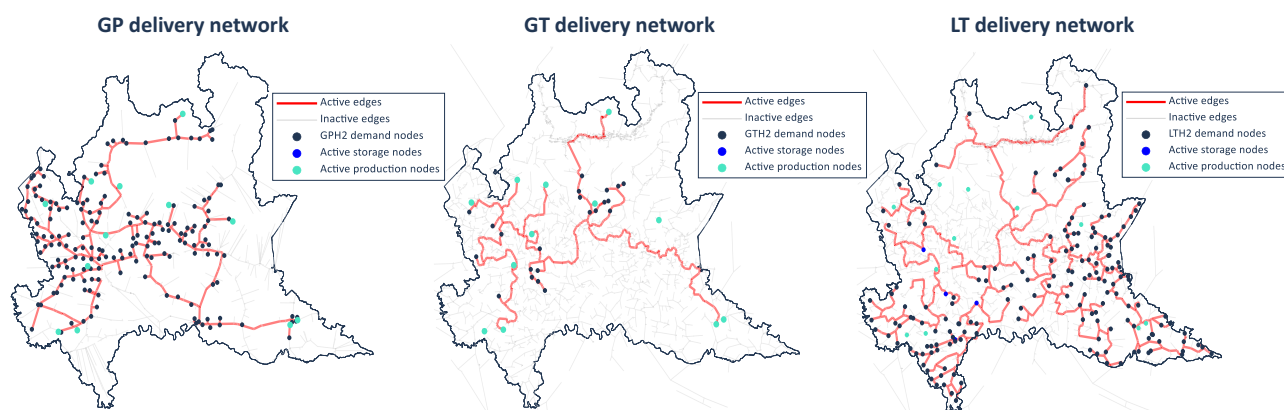 GP delivery network
Active edges
Inactive edges
GPH2 demand nodes
Active storage nodes
Active production nodes
GT delivery network
Active edges
Inactive edges
GTH2 demand nodes
Active storage nodes
Active production nodes
LT delivery network
Active edges
Inactive edges
LTH2 demand nodes
Active storage nodes
Active production nodes